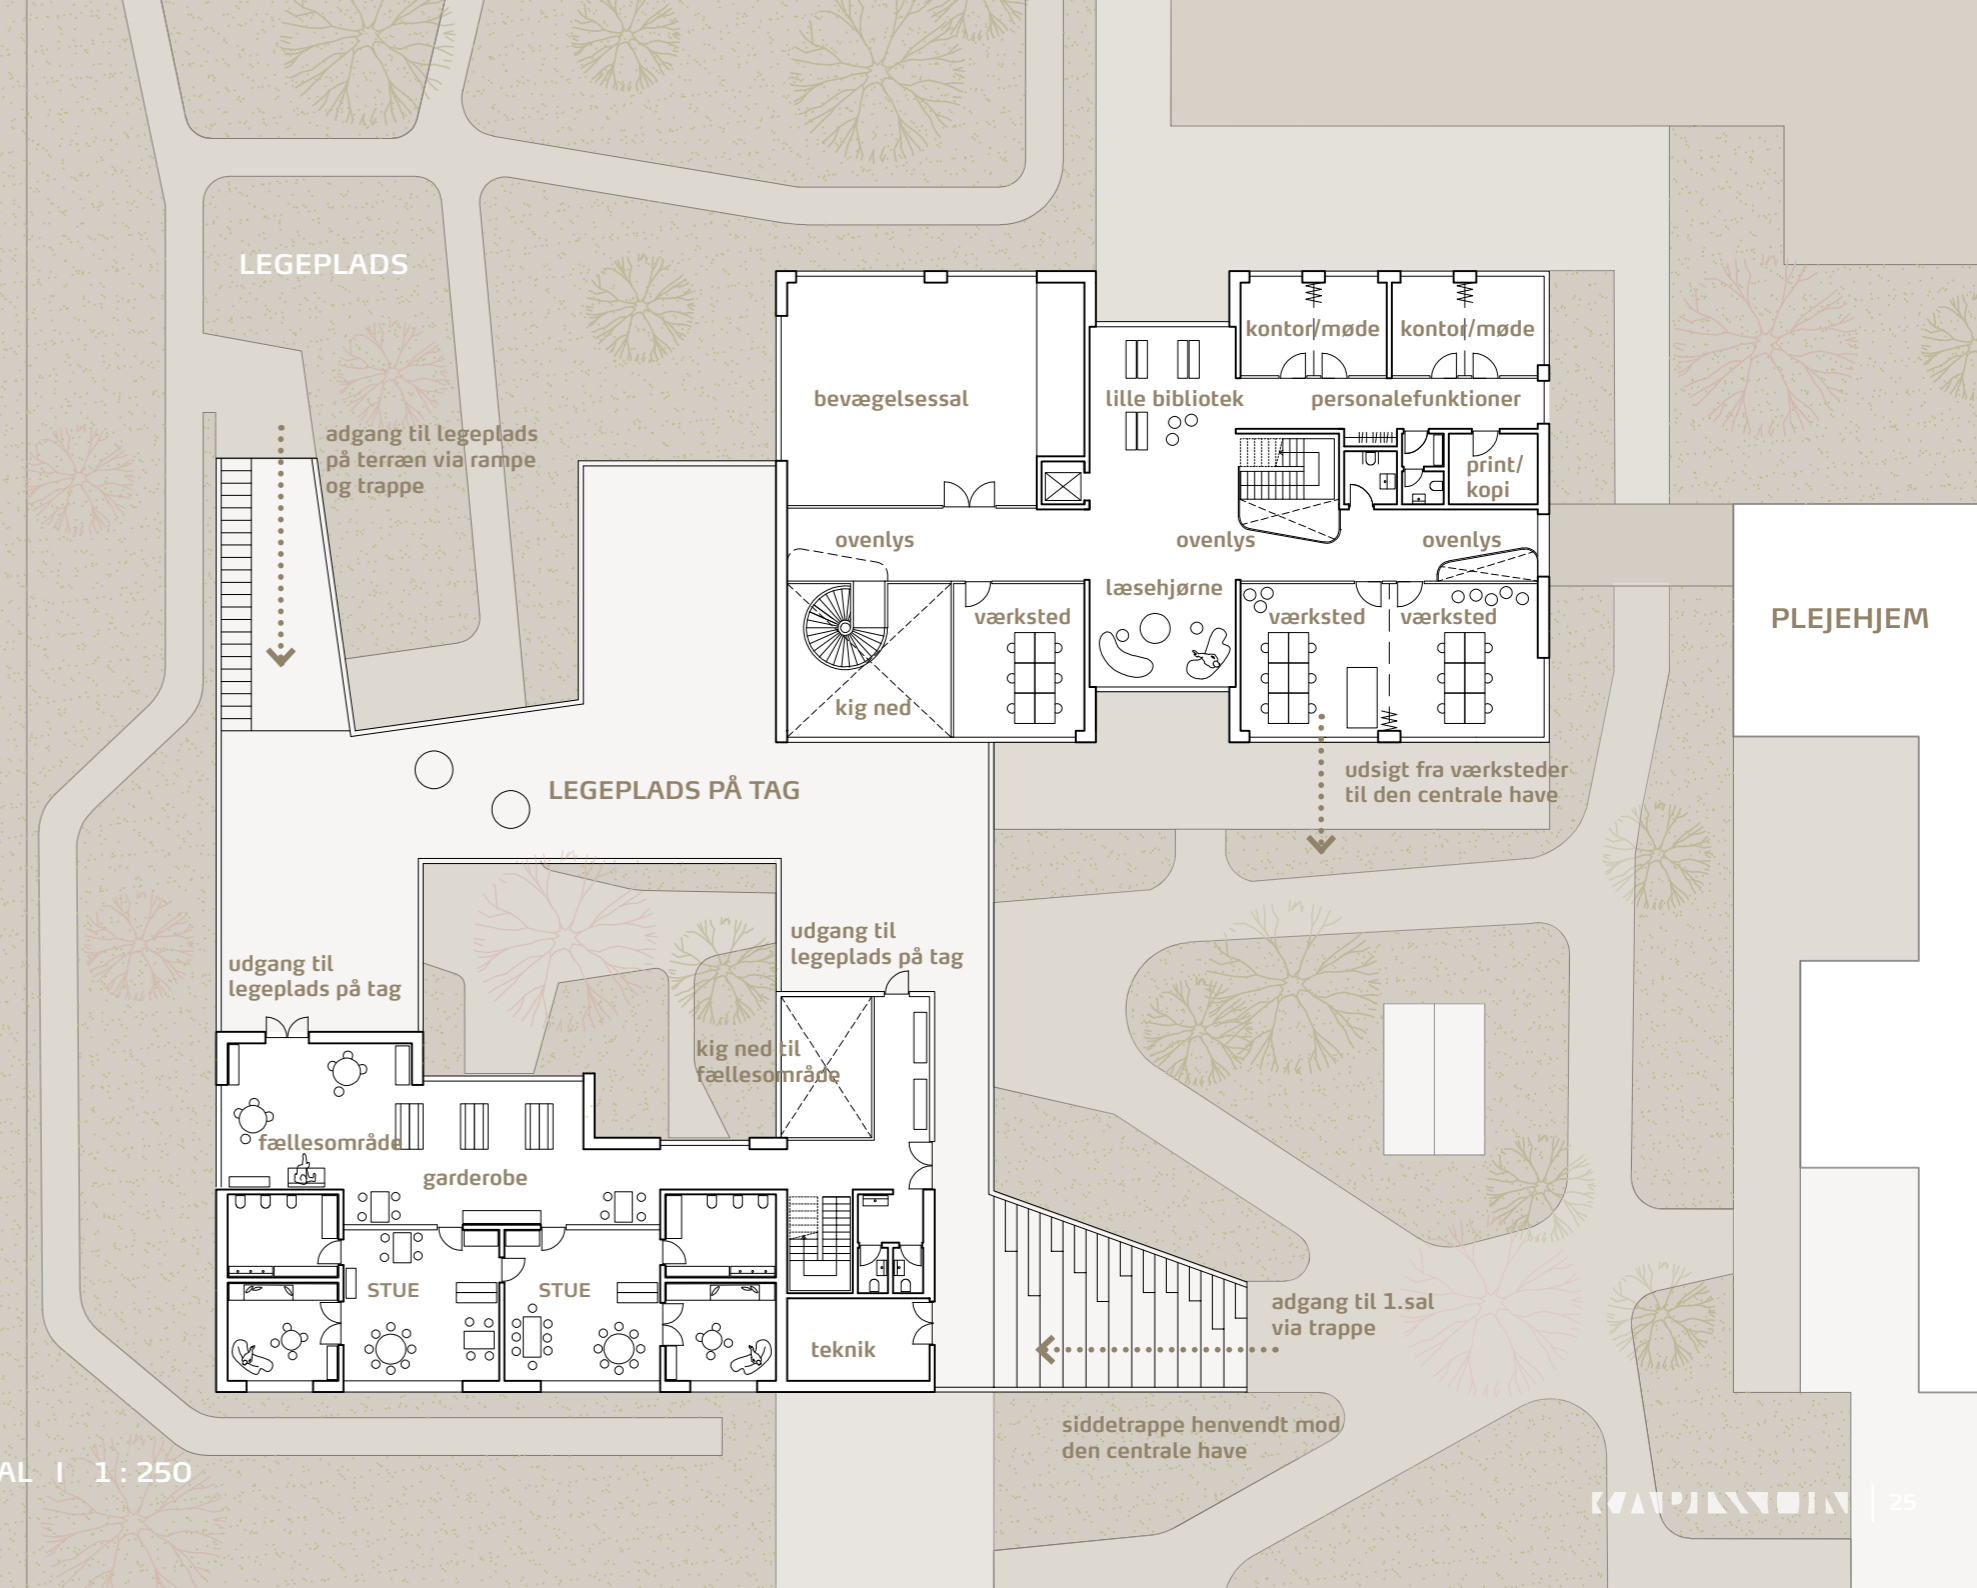 LEGEPLADS
kontor/møde
kontor/møde
bevægelsessal
lille bibliotek
personalefunktioner
adgang til legeplads
på terræn via rampe
og trappe
print/
kopi
ovenlys
ovenlys
ovenlys
læsehjørne
værksted
værksted
værksted
PLEJEHJEM
kig ned
LEGEPLADS PÅ TAG
udsigt fra værksteder
til den centrale have
udgang til
legeplads på tag
udgang til
legeplads på tag
kig ned til
fællesområde
fællesområde
garderobe
STUE
STUE
teknik
adgang til 1.sal
via trappe
siddetrappe henvendt mod
den centrale have
AL I 1 : 250
25